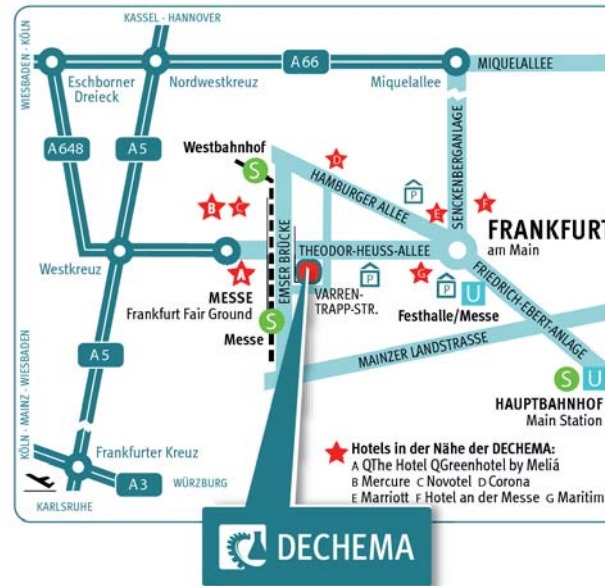 KASSEL - HANNOVER
WIESBADEN - KÖLN
A66
MIQUELALLEE
Eschborner
Dreieck
Nordwestkreuz
Miquelallee
A648
A5
Westbahnhof
S
D
HAMBURGER ALLEE
SENCKENBERGANLAGE
P
B
C
E
F
FRANKFURT
am Main
EMSER BRÜCKE
THEODOR-HEUSS-ALLEE
Westkreuz
A
MESSE
Frankfurt Fair Ground
VARREN-
TRAPP-STR.
P
G
P
U
Festhalle/Messe
FRIEDRICH-EBERT-ANLAGE
S
Messe
MAINZER LANDSTRASSE
A5
S
U
HAUPTBAHNHOF
Main Station
KÖLN - MAINZ - WIESBADEN
Frankfurter Kreuz
A3
WÜRZBURG
KARLSRUHE
Hotels in der Nähe der DECHEMA:
A QThe Hotel QGreenhotel by Meliá
B Mercure C Novotel D Corona
E Marriott F Hotel an der Messe G Maritim
DECHEMA